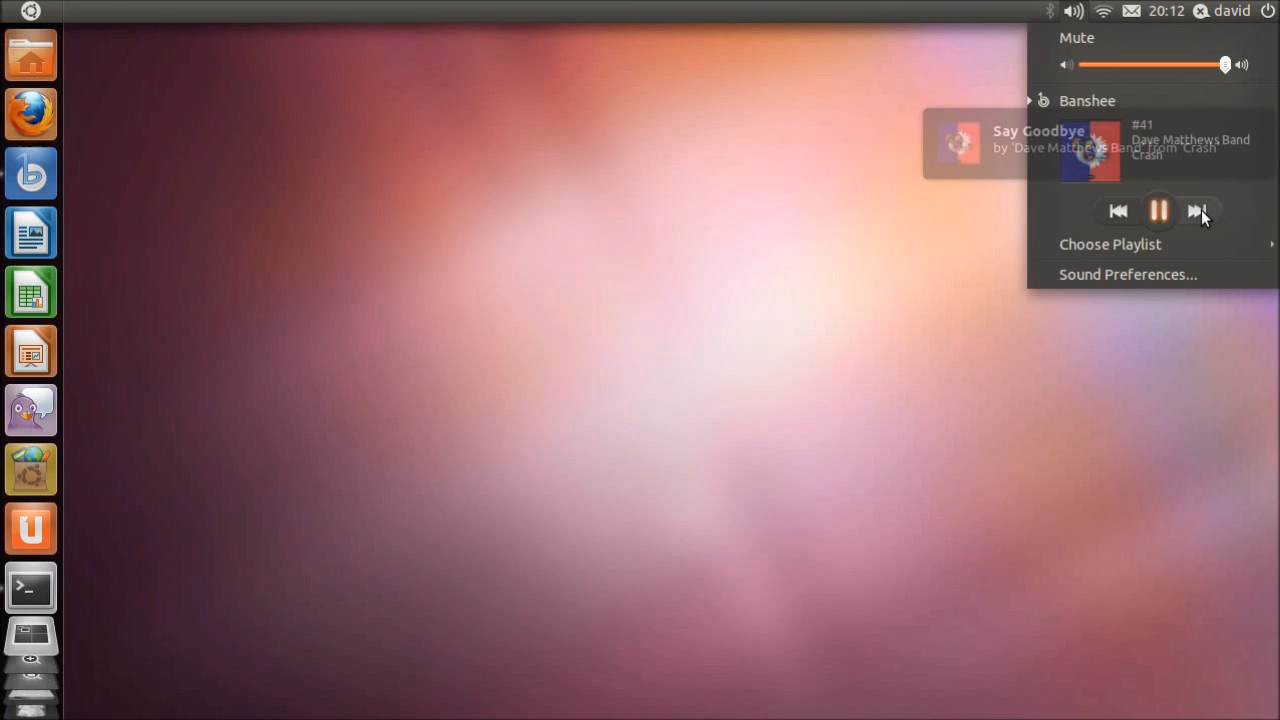 20:12
david
Mute
Banshee
Say Goodbye
by 'Dave Matthews Band' from 'Crash'
#41
Dave Matthews Band
Crash
Choose Playlist
Sound Preferences...